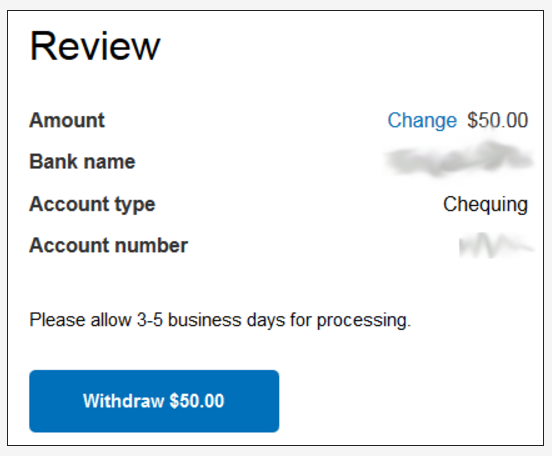 Review
Amount Change $50.00
Bank name
Account type Chequing
Account number
Please allow 3-5 business days for processing.
Withdraw $50.00